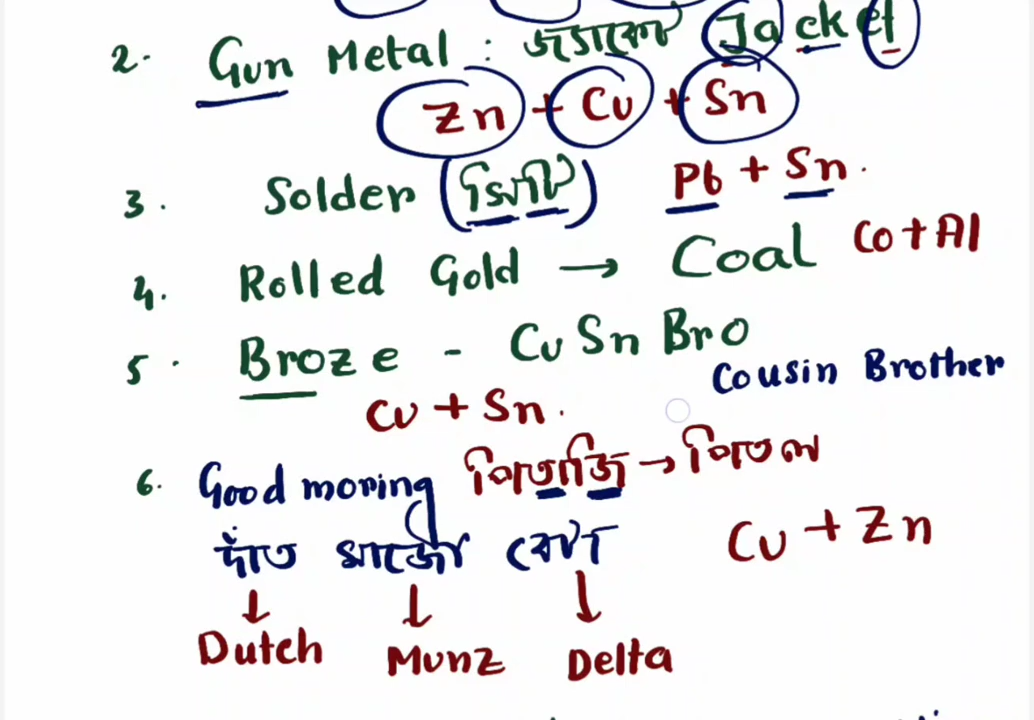 2. Gun Metal : Jacket
Zn + Cu + Sn
3. Solder (সিসাটি) Pb + Sn.
4. Rolled Gold → Coal Co + Al
5. Broze - Cu Sn Bro
Cousin Brother
Cu + Sn.
6. Good moring পিতাজি → পিতল
দাঁত মাজো বেটা Cu + Zn
↓ ↓ ↓
Dutch Munz Delta